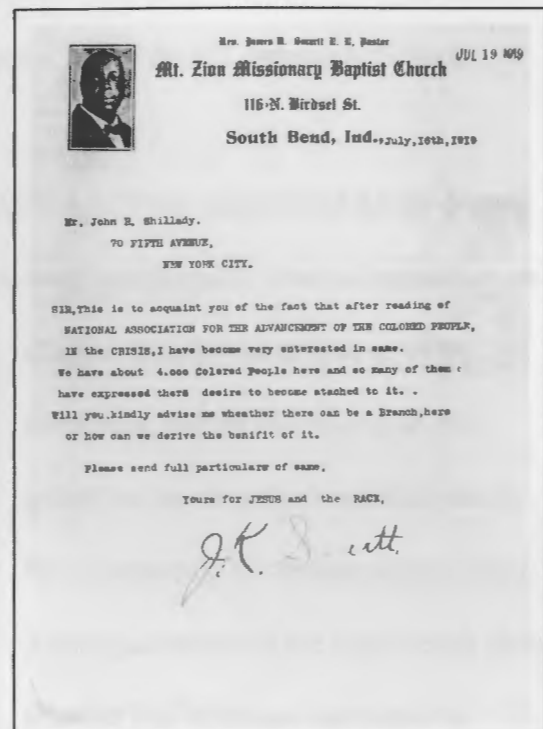 Mt. Zion Missionary Baptist Church
JUL 19 1919
116 N. Birdsel St.
South Bend, Ind.,July,16th,1919
Mr. John R. Shillady.
70 FIFTH AVENUE,
NEW YORK CITY.
SIR,This is to acquaint you of the fact that after reading of
NATIONAL ASSOCIATION FOR THE ADVANCEMENT OF THE COLORED PEOPLE,
IN the CRISIS,I have become very enterested in same.
We have about 4.000 Colored People here and so many of them
have expressed there desire to become atached to it. .
Will you.kindly advise me wheather there can be a Branch,here
or how can we derive the benifit of it.
Please send full particulars of same,
Yours for JESUS and the RACE,